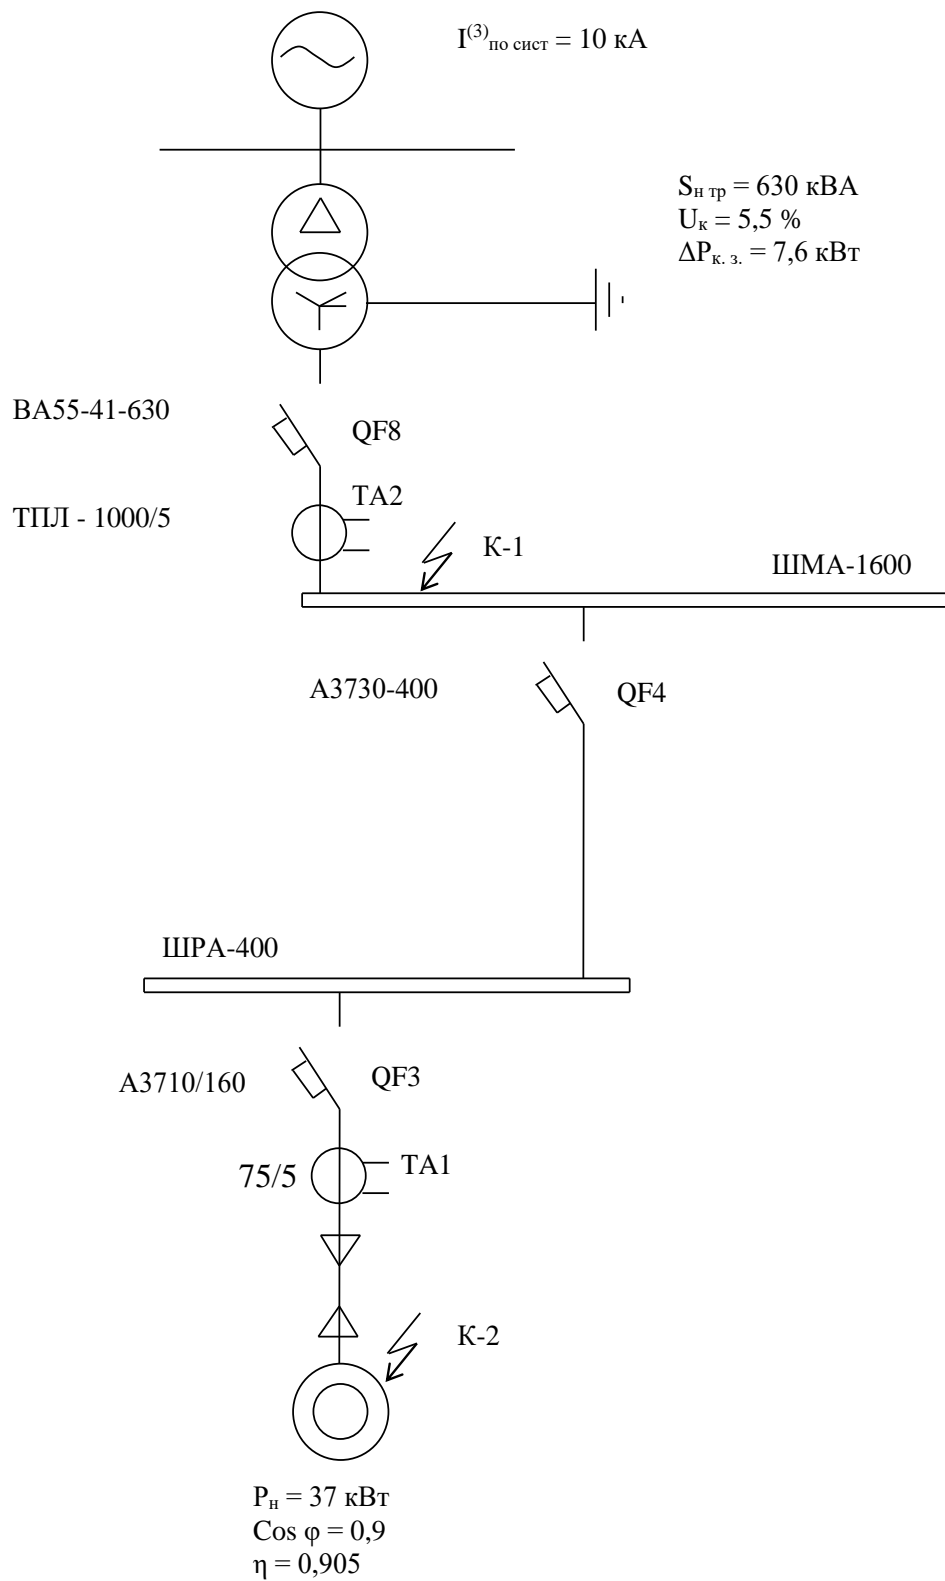 I⁽³⁾по сист = 10 кА
Sн тр = 630 кВА
Uк = 5,5 %
ΔPк. з. = 7,6 кВт
ВА55-41-630
QF8
ТА2
ТПЛ - 1000/5
К-1
ШМА-1600
А3730-400
QF4
ШРА-400
А3710/160
QF3
75/5
ТА1
К-2
Pн = 37 кВт
Cos φ = 0,9
η = 0,905